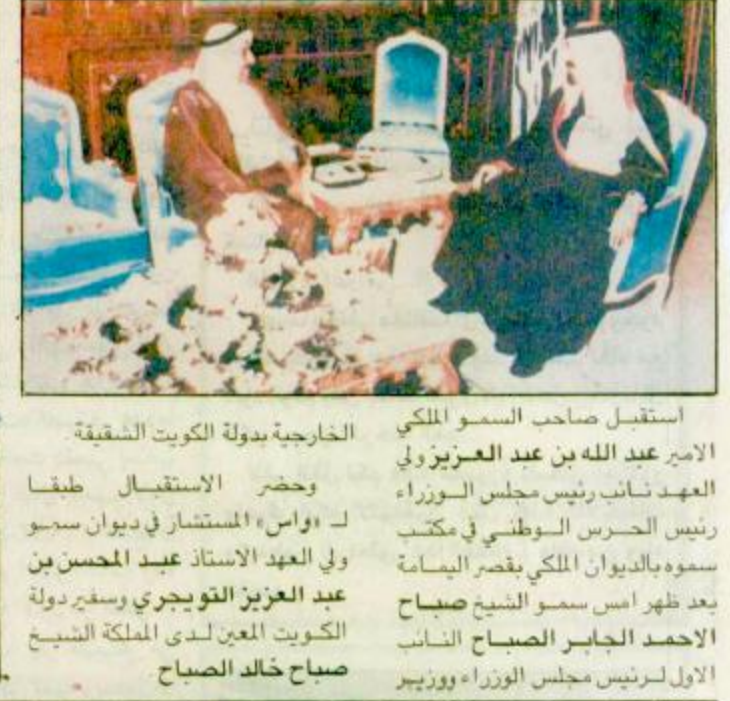 استقبل صاحب السمو الملكي
الامير عبد الله بن عبد العزيز ولي
العهد نائب رئيس مجلس الوزراء
رئيس الحرس الوطني في مكتب
سموه بالديوان الملكي بقصر اليمامة
بعد ظهر امس سمو الشيخ صباح
الاحمد الجابر الصباح النائب
الاول لرئيس مجلس الوزراء ووزير
الخارجية بدولة الكويت الشقيقة.
وحضر الاستقبال طبقا
لـ «واس» المستشار في ديوان سمو
ولي العهد الاستاذ عبد المحسن بن
عبد العزيز التويجري وسفير دولة
الكويت المعين لدى المملكة الشيخ
صباح خالد الصباح